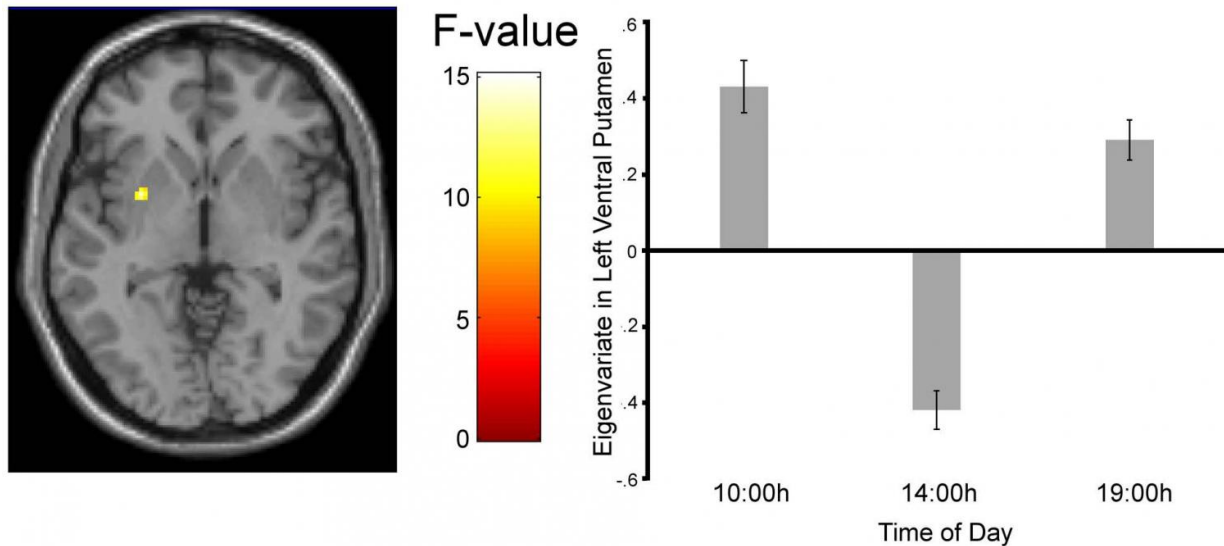 F-value
15
10
5
0
Eigenvariate in Left Ventral Putamen
.6
.4
.2
0
.2
.4
-.6
10:00h
14:00h
19:00h
Time of Day